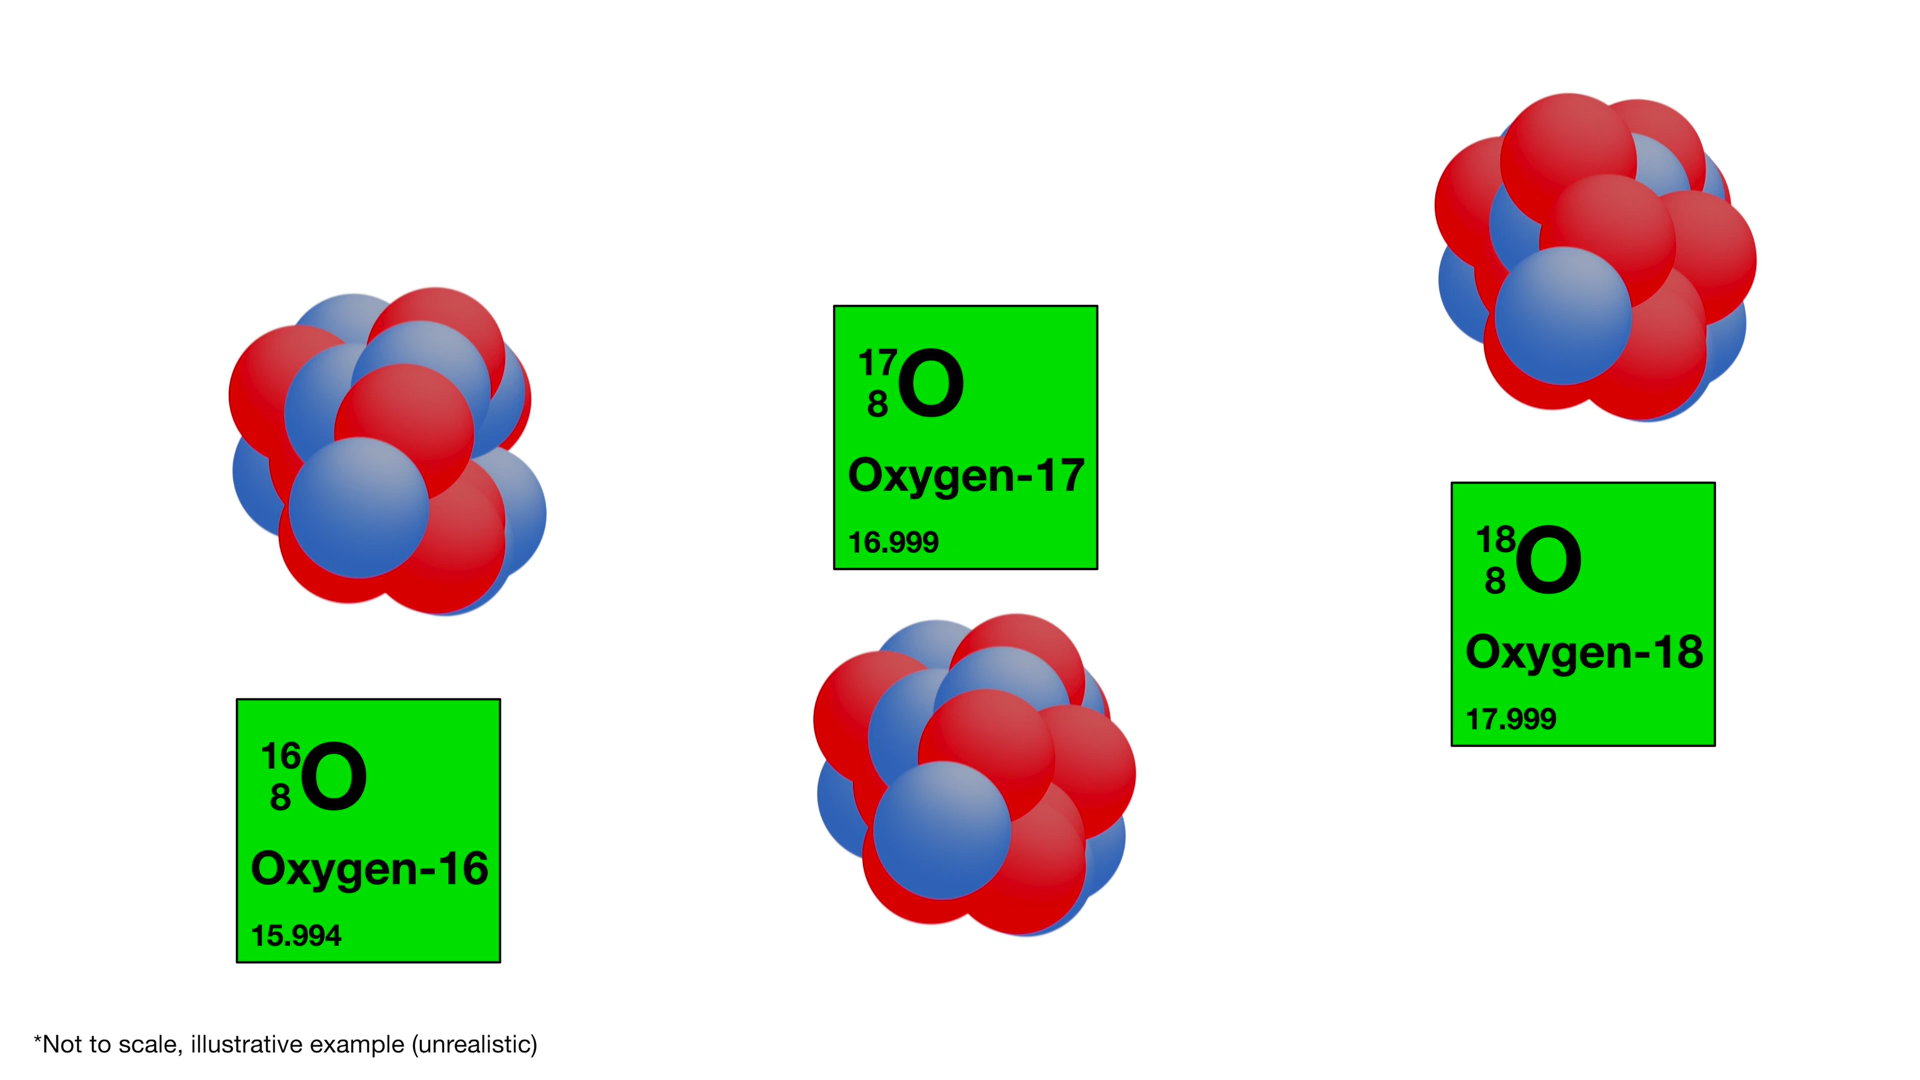 16
8 O
Oxygen-16
15.994
17
8 O
Oxygen-17
16.999
18
8 O
Oxygen-18
17.999
*Not to scale, illustrative example (unrealistic)